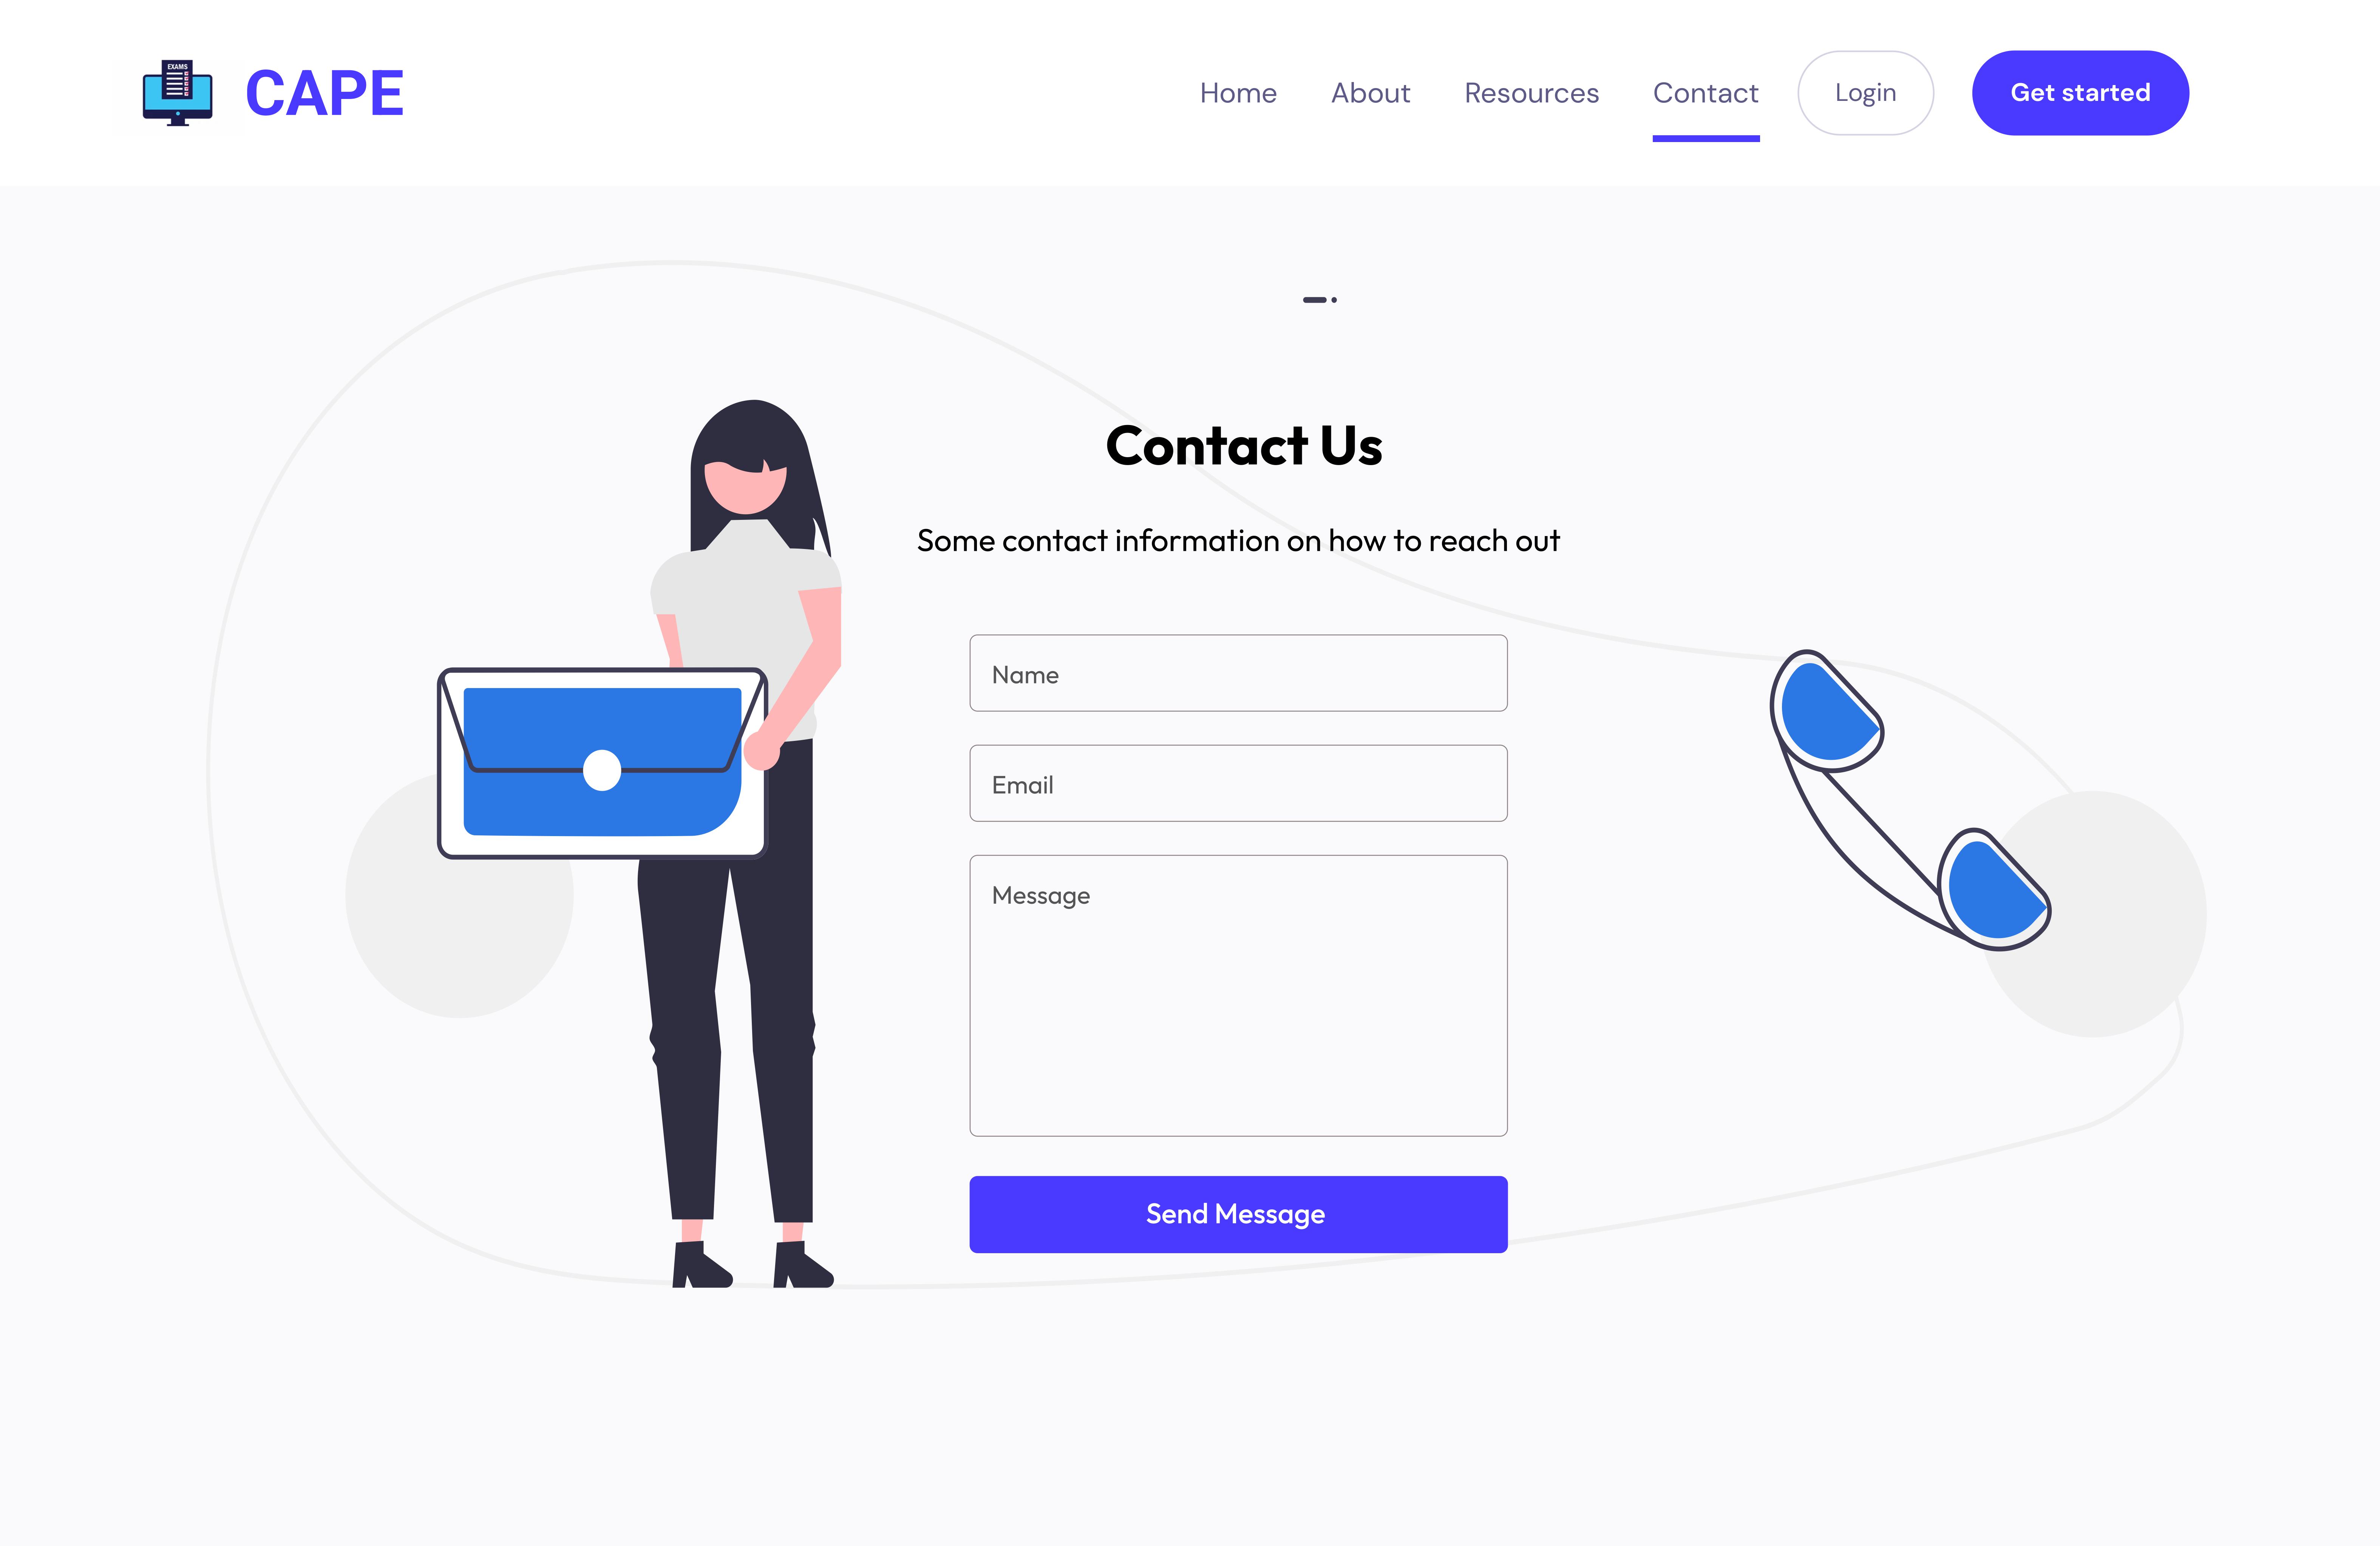 EXAMS
CAPE
Home About Resources Contact Login Get started
Contact Us
Some contact information on how to reach out
Name
Email
Message
Send Message